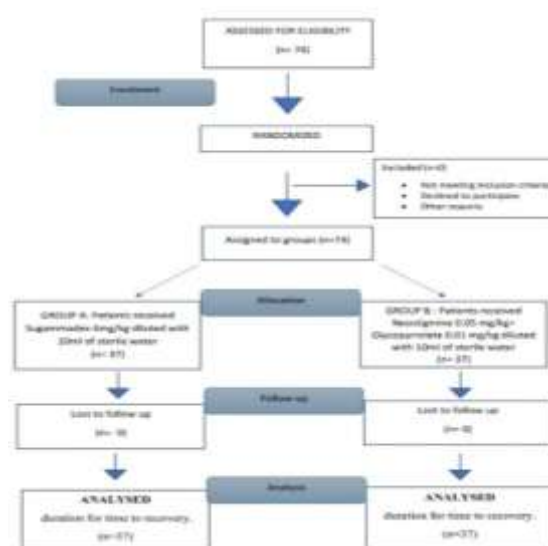 ASSESSED FOR ELIGIBILITY
Enrolment
RANDOMIZED
Not meeting inclusion criteria
Declined to participate
Other reasons
Assigned to groups (n=74)
Allocation
GROUP A: Patients received
Sugammadex 4mg/kg diluted with
10ml of sterile water
(n= 37)
GROUP B : Patients received
Neostigmine 0.05 mg/kg+
Glycopyrrolate 0.01 mg/kg diluted
with 10ml of sterile water
(n= 37)
Follow up
Lost to follow up
(n= 0)
Lost to follow up
(n= 0)
Analysis
ANALYSED
duration for time to recovery.
(n=37)
ANALYSED
duration for time to recovery.
(n=37)